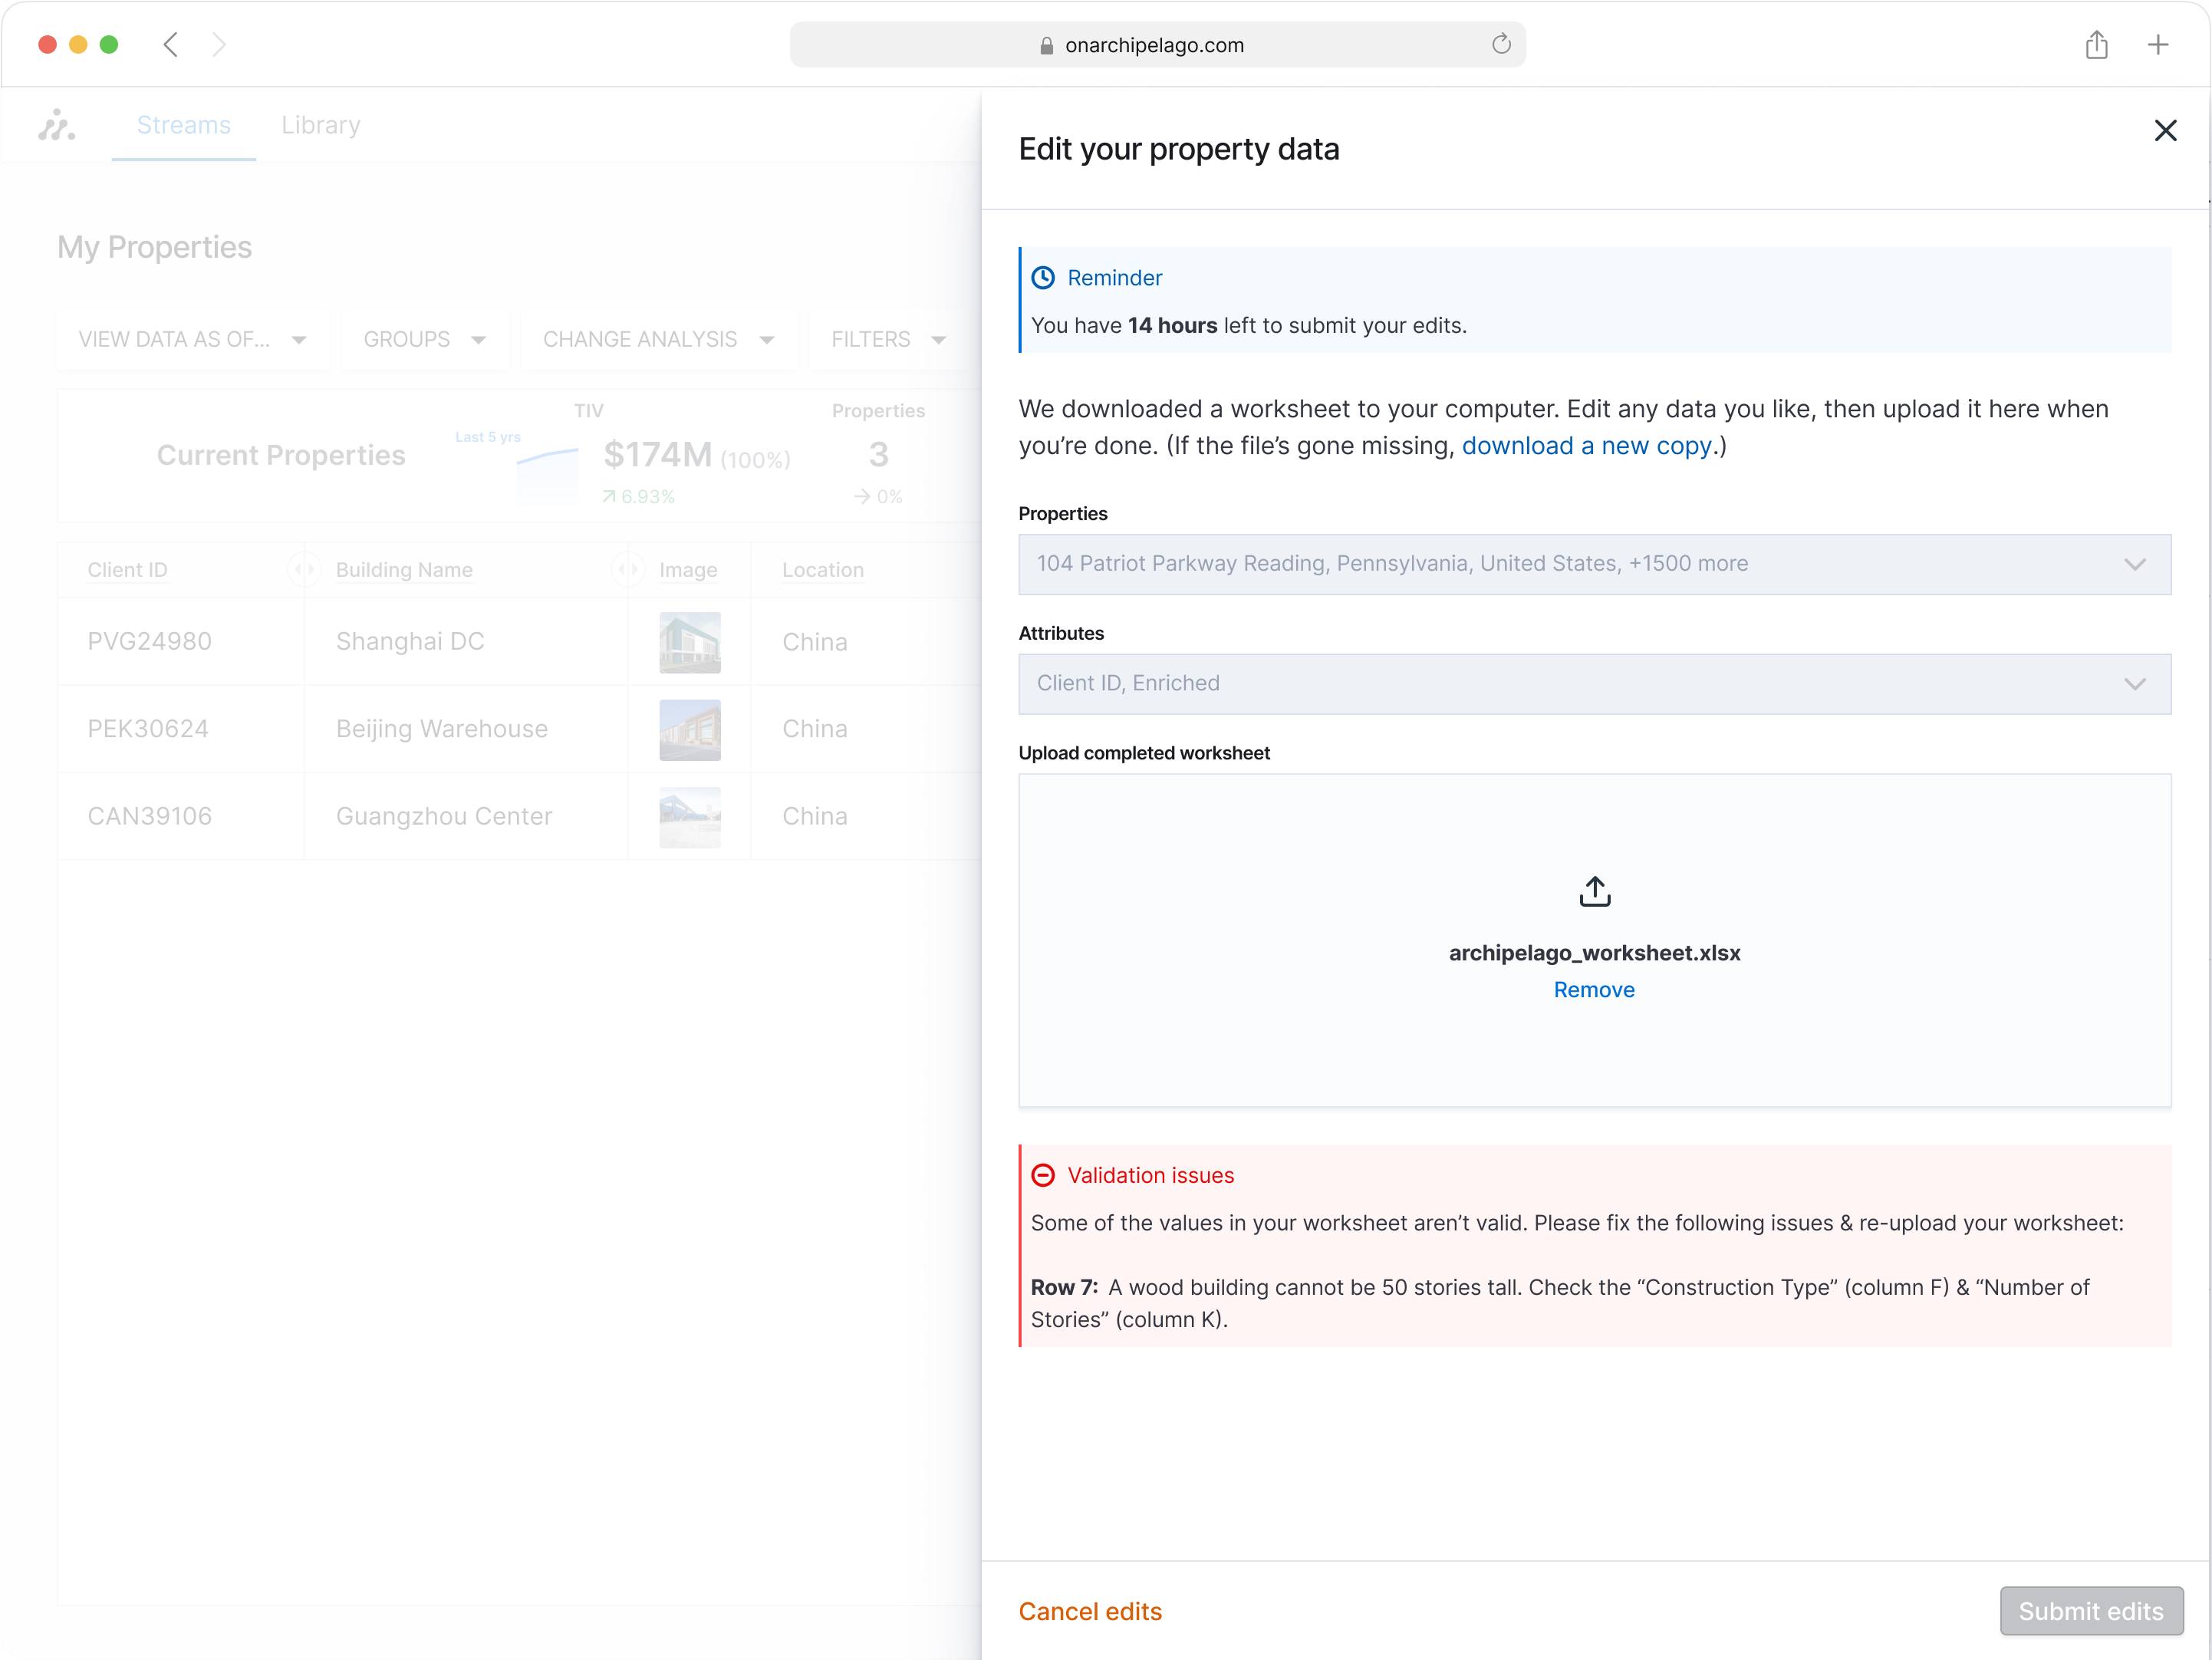 onarchipelago.com
Streams
Library
My Properties
VIEW DATA AS OF...
GROUPS
CHANGE ANALYSIS
FILTERS
Current Properties
Last 5 yrs
TIV
$174M (100%)
6.93%
Properties
3
0%
Client ID
Building Name
Image
Location
PVG24980
Shanghai DC
China
PEK30624
Beijing Warehouse
China
CAN39106
Guangzhou Center
China
Edit your property data
Reminder
You have 14 hours left to submit your edits.
We downloaded a worksheet to your computer. Edit any data you like, then upload it here when
you’re done. (If the file’s gone missing, download a new copy.)
Properties
104 Patriot Parkway Reading, Pennsylvania, United States, +1500 more
Attributes
Client ID, Enriched
Upload completed worksheet
archipelago_worksheet.xlsx
Remove
Validation issues
Some of the values in your worksheet aren’t valid. Please fix the following issues & re-upload your worksheet:
Row 7: A wood building cannot be 50 stories tall. Check the “Construction Type” (column F) & “Number of
Stories” (column K).
Cancel edits
Submit edits